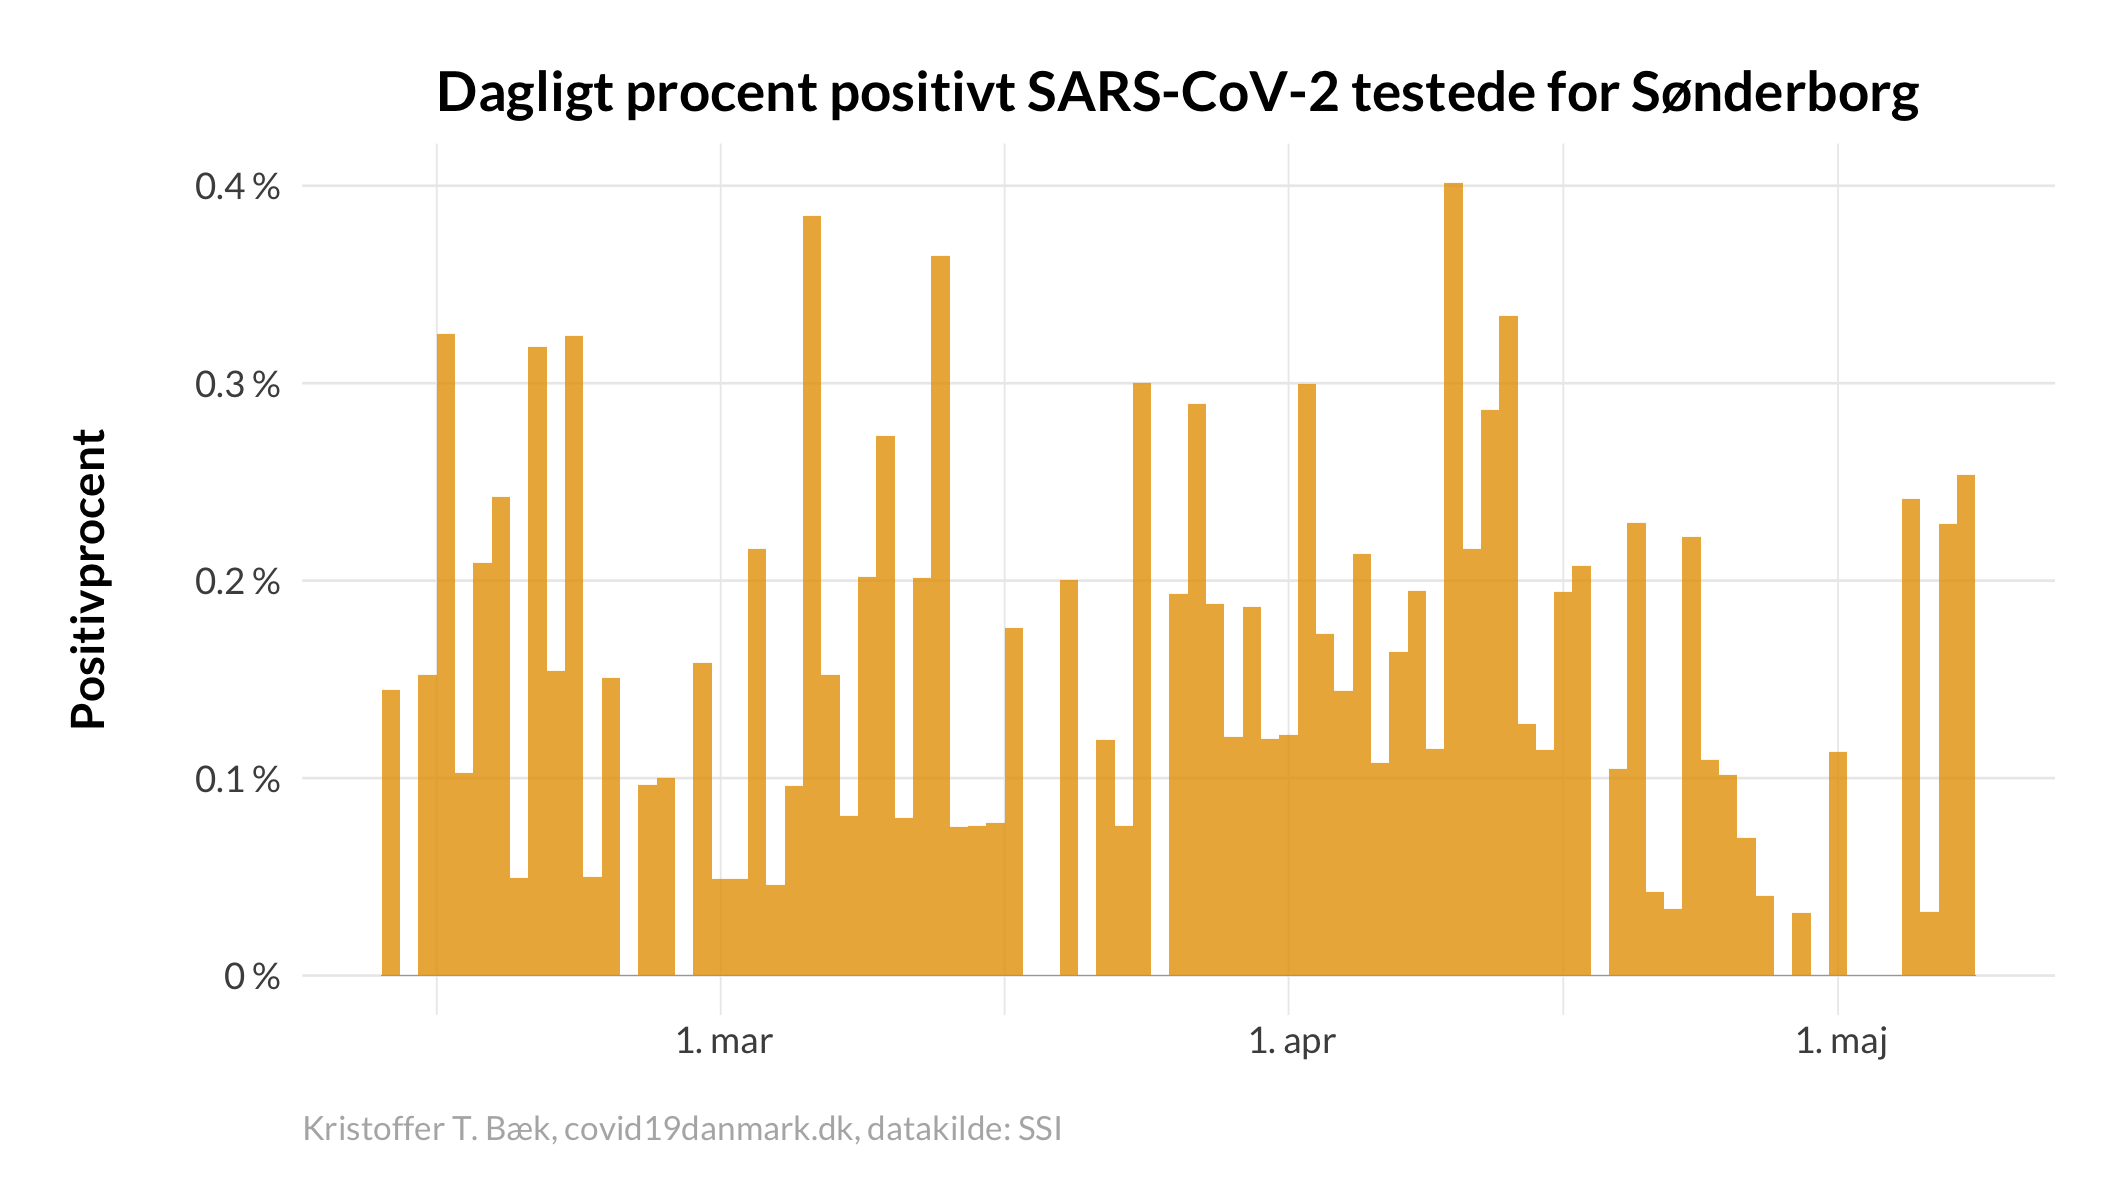 Dagligt procent positivt SARS-CoV-2 testede for Sønderborg
Positivprocent
0.4 %
0.3 %
0.2 %
0.1 %
0 %
1. mar
1. apr
1. maj
Kristoffer T. Bæk, covid19danmark.dk, datakilde: SSI